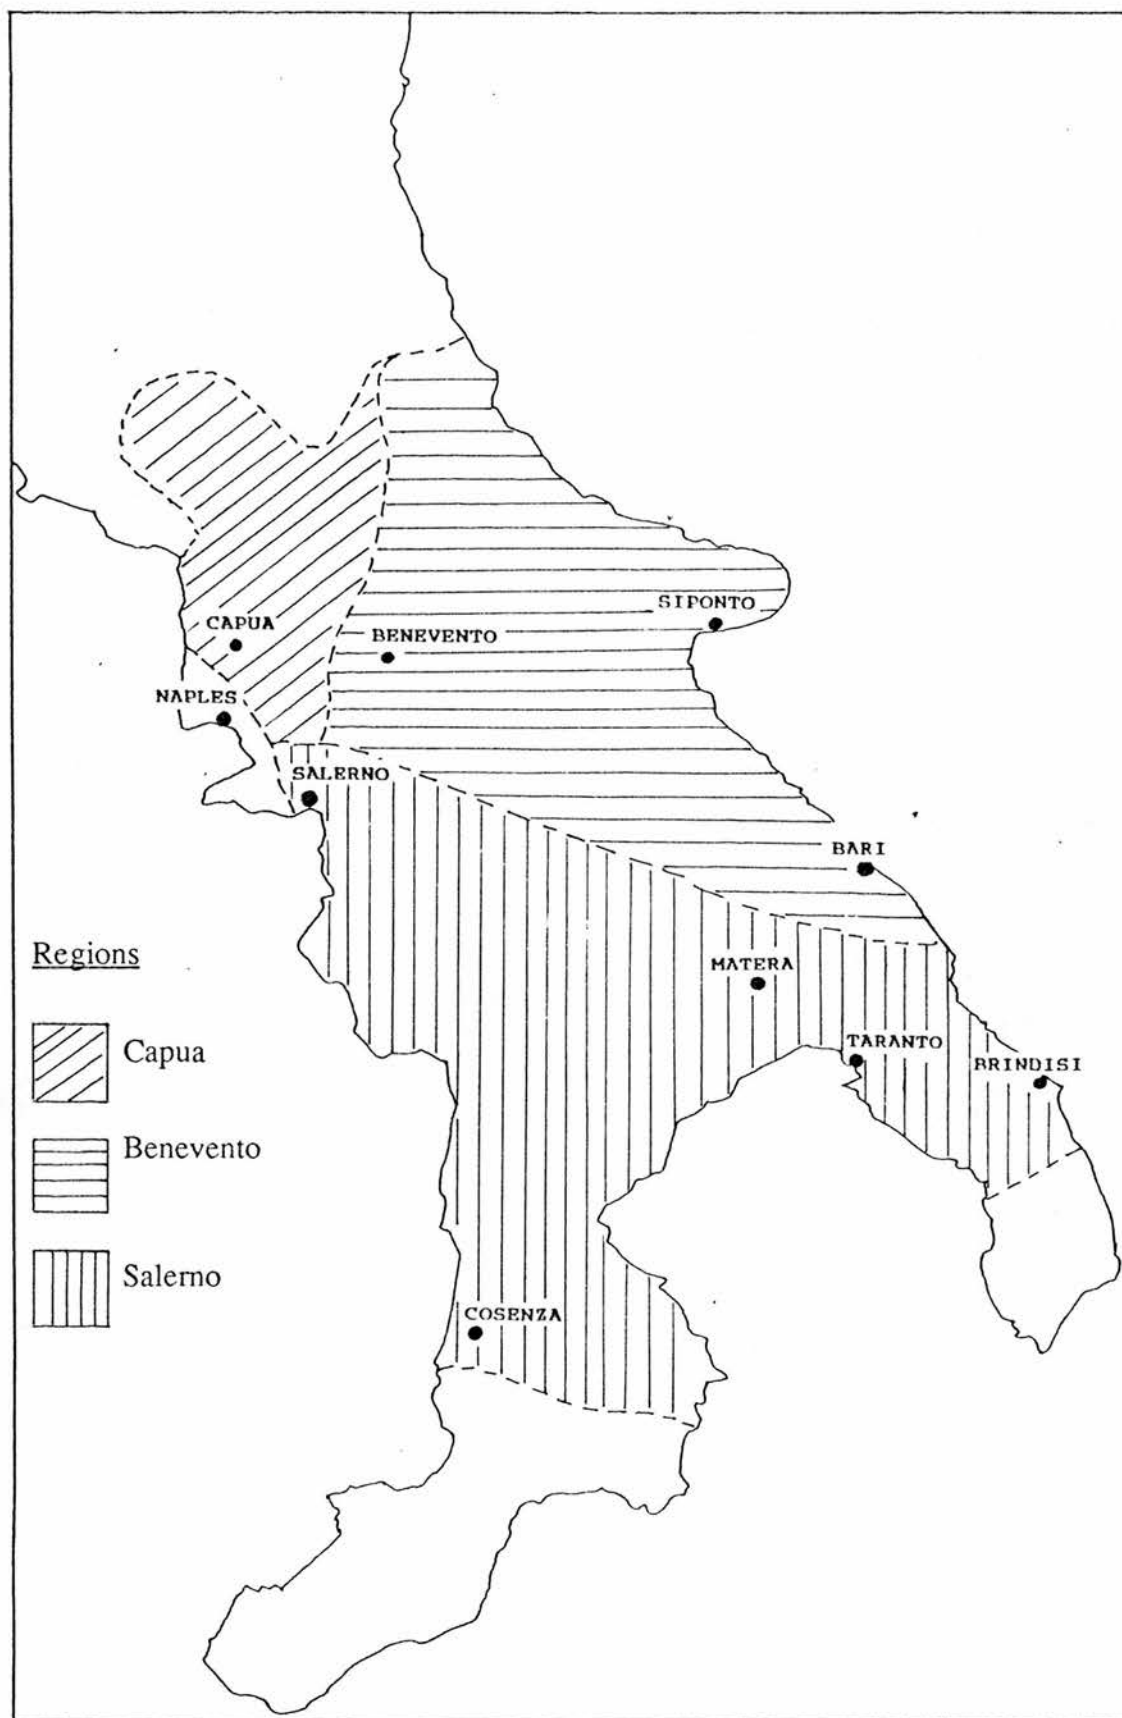 SIPONTO
CAPUA
BENEVENTO
NAPLES
SALERNO
BARI
Regions
MATERA
Capua
TARANTO
BRINDISI
Benevento
Salerno
COSENZA